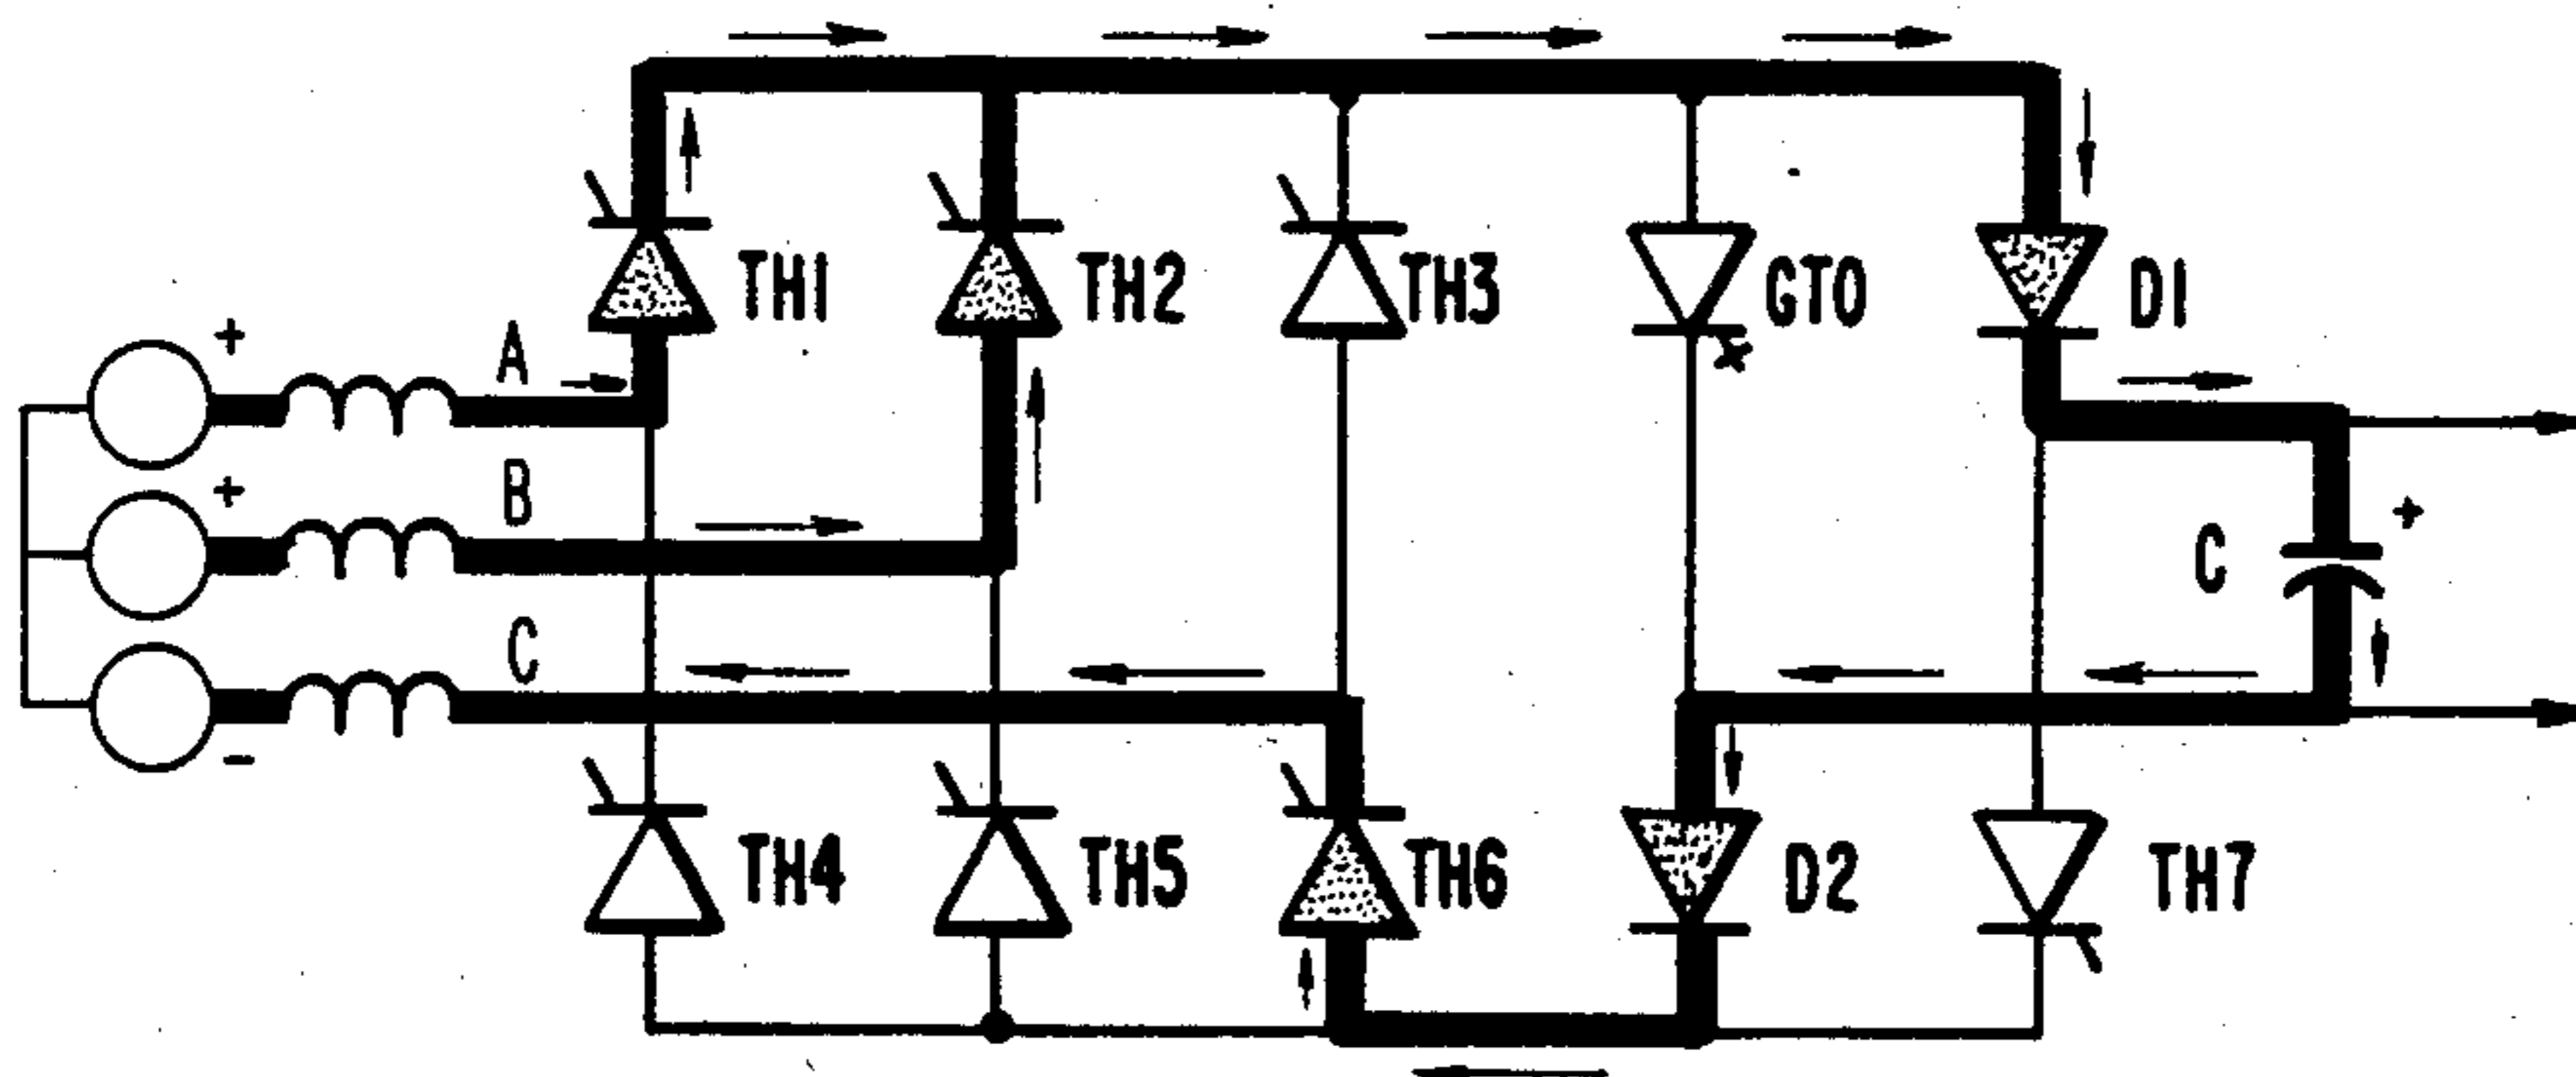 TH1 TH2 TH3 GTO D1
+ A
+ B
C
-
C +
TH4 TH5 TH6 D2 TH7